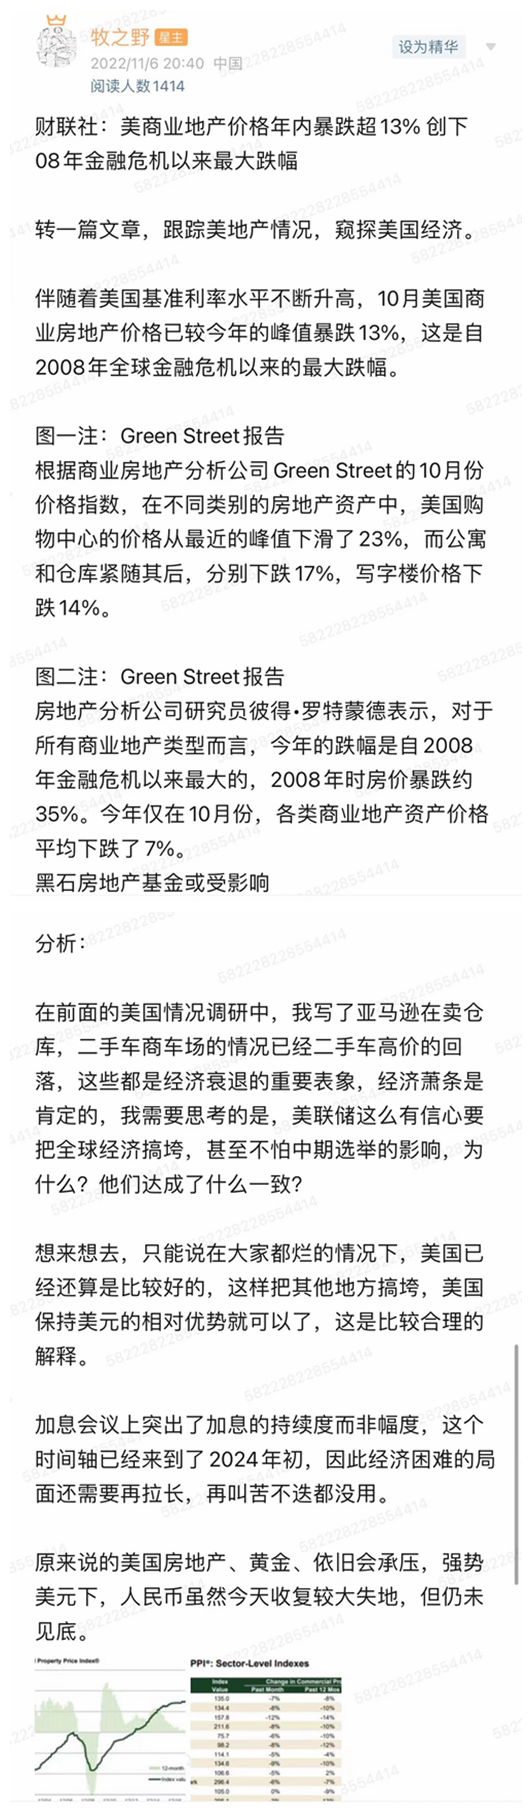 牧之野 星主
设为精华
2022/11/6 20:40 中国
阅读人数1414
财联社：美商业地产价格年内暴跌超13% 创下
08年金融危机以来最大跌幅
转一篇文章，跟踪美地产情况，窥探美国经济。
伴随着美国基准利率水平不断升高，10月美国商
业房地产价格已较今年的峰值暴跌13%，这是自
2008年全球金融危机以来的最大跌幅。
图一注：Green Street报告
根据商业房地产分析公司Green Street的10月份
价格指数，在不同类别的房地产资产中，美国购
物中心的价格从最近的峰值下滑了23%，而公寓
和仓库紧随其后，分别下跌17%，写字楼价格下
跌14%。
图二注：Green Street报告
房地产分析公司研究员彼得•罗特蒙德表示，对于
所有商业地产类型而言，今年的跌幅是自2008
年金融危机以来最大的，2008年时房价暴跌约
35%。今年仅在10月份，各类商业地产资产价格
平均下跌了7%。
黑石房地产基金或受影响
分析：
在前面的美国情况调研中，我写了亚马逊在卖仓
库，二手车商车场的情况已经二手车高价的回
落，这些都是经济衰退的重要表象，经济萧条是
肯定的，我需要思考的是，美联储这么有信心要
把全球经济搞垮，甚至不怕中期选举的影响，为
什么？他们达成了什么一致？
想来想去，只能说在大家都烂的情况下，美国已
经还算是比较好的，这样把其他地方搞垮，美国
保持美元的相对优势就可以了，这是比较合理的
解释。
加息会议上突出了加息的持续度而非幅度，这个
时间轴已经来到了2024年初，因此经济困难的局
面还需要再拉长，再叫苦不迭都没用。
原来说的美国房地产、黄金、依旧会承压，强势
美元下，人民币虽然今天收复较大失地，但仍未
见底。
Property Price Index®
12-month
PPI*: Sector-Level Indexes
Index Change in Commercial Pr
Value Past Month Past 12 Mos
135.0 -7% -8%
134.4 -8% -10%
157.8 -12% -14%
211.6 -8% -10%
75.7 -6% -10%
98.2 -8% -12%
114.1 -5% -4%
134.6 -9% -10%
106.6 -5% 2%
296.4 -6% -7%
105.0 0% -9%
582228228554414